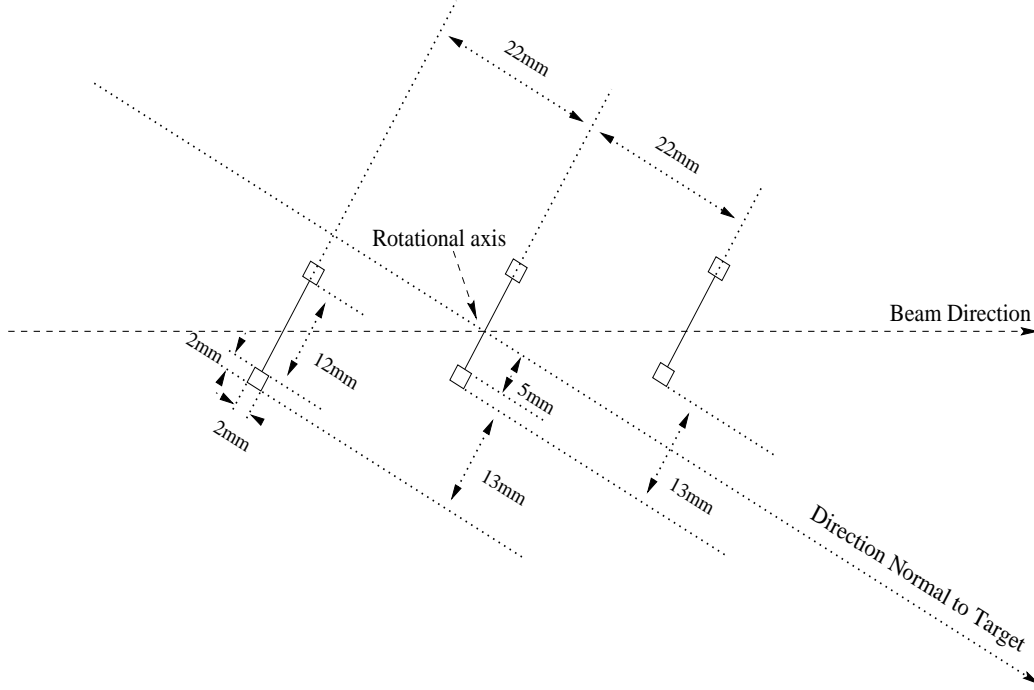 22mm
22mm
Rotational axis
Beam Direction
2mm
12mm
5mm
2mm
13mm
13mm
Direction Normal to Target